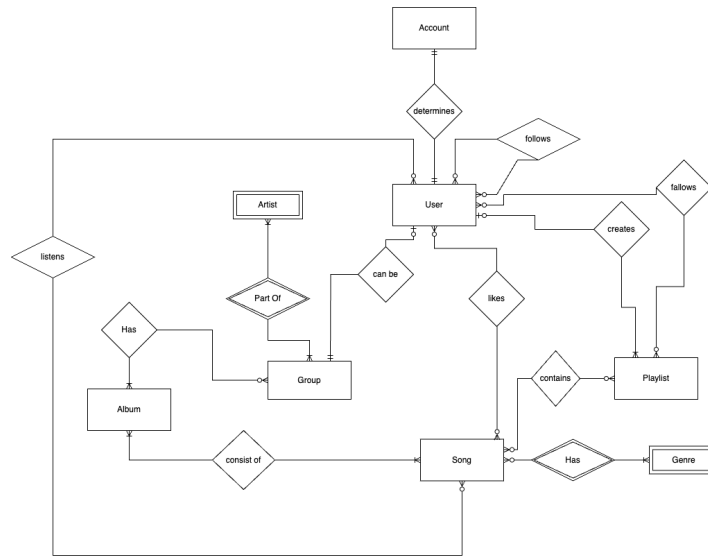 Account
determines
follows
fallows
Artist
User
creates
listens
can be
Part Of
likes
Has
Group
contains
Playlist
Album
consist of
Song
Has
Genre